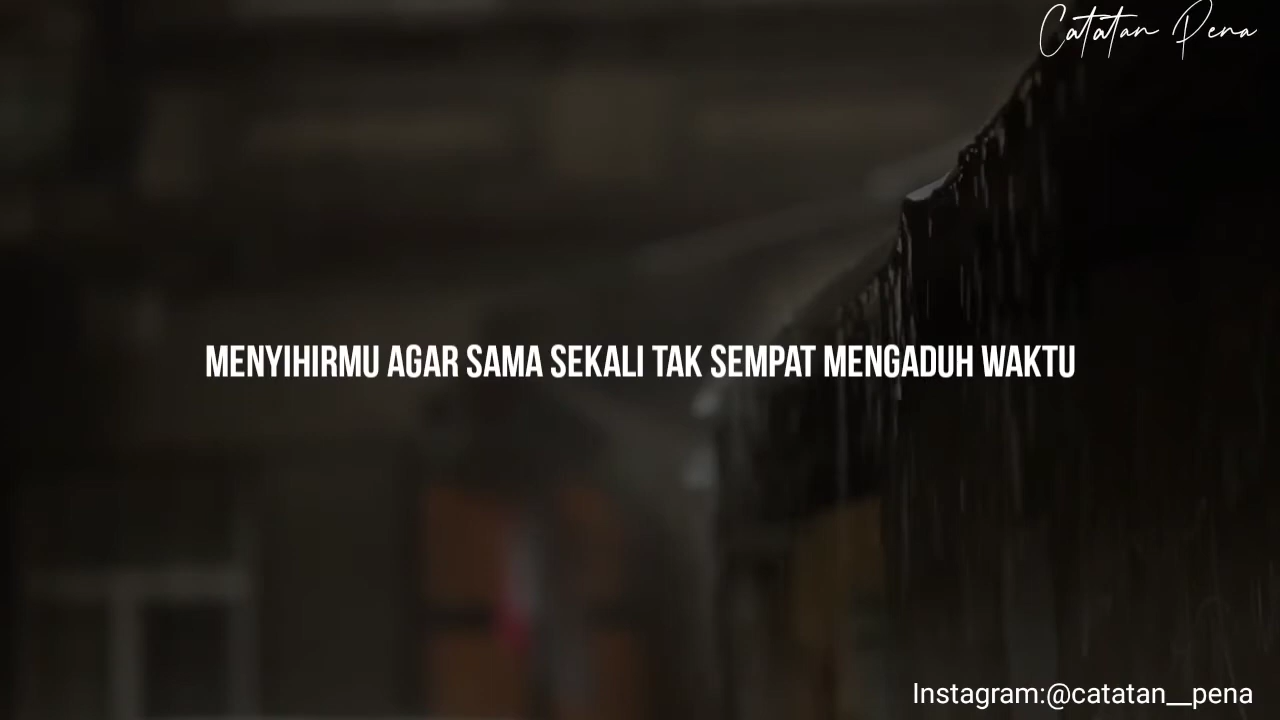 Catatan Pena
MENYIHIRMU AGAR SAMA SEKALI TAK SEMPAT MENGADUH WAKTU
Instagram:@catatan__pena